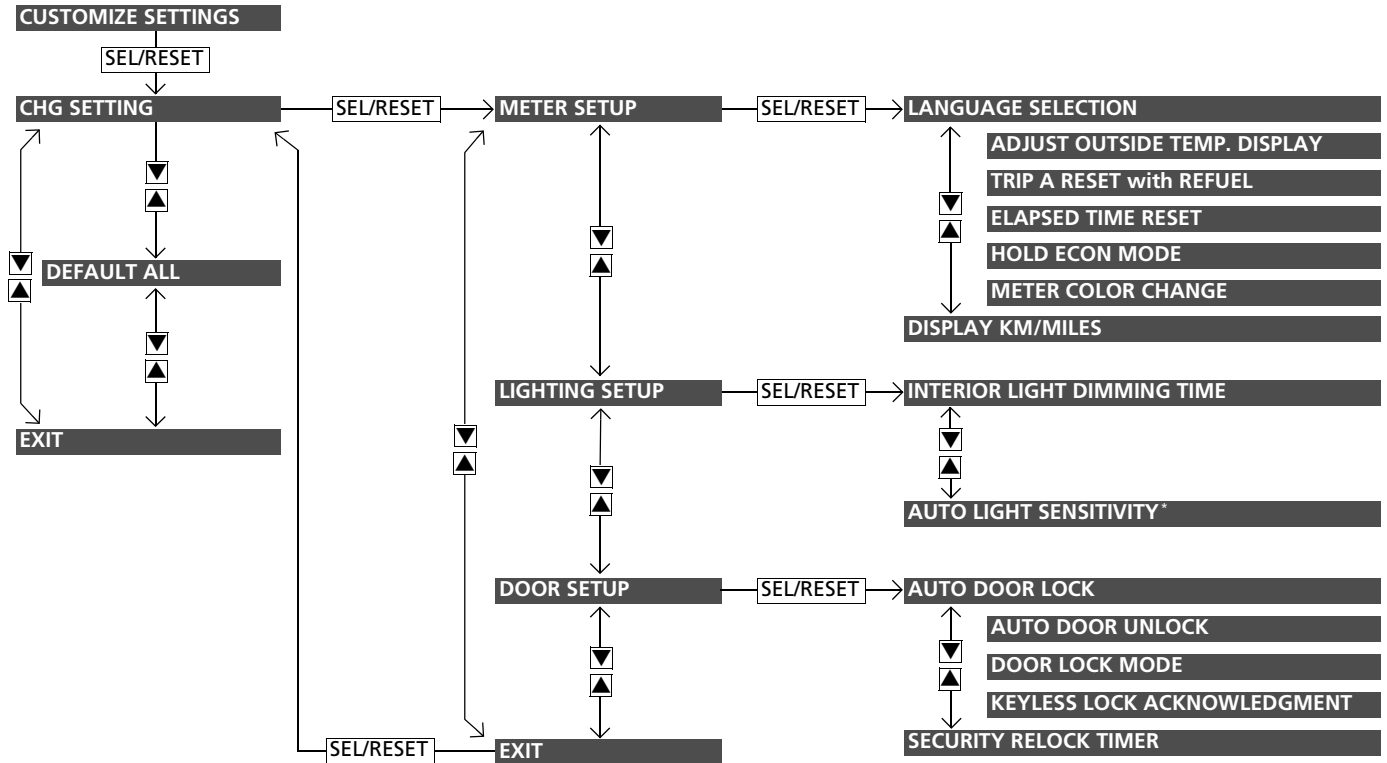 CUSTOMIZE SETTINGS
SEL/RESET
CHG SETTING
SEL/RESET
METER SETUP
SEL/RESET
LANGUAGE SELECTION
ADJUST OUTSIDE TEMP. DISPLAY
TRIP A RESET with REFUEL
ELAPSED TIME RESET
HOLD ECON MODE
METER COLOR CHANGE
DISPLAY KM/MILES
DEFAULT ALL
EXIT
LIGHTING SETUP
SEL/RESET
INTERIOR LIGHT DIMMING TIME
AUTO LIGHT SENSITIVITY*
DOOR SETUP
SEL/RESET
AUTO DOOR LOCK
AUTO DOOR UNLOCK
DOOR LOCK MODE
KEYLESS LOCK ACKNOWLEDGMENT
SECURITY RELOCK TIMER
SEL/RESET
EXIT